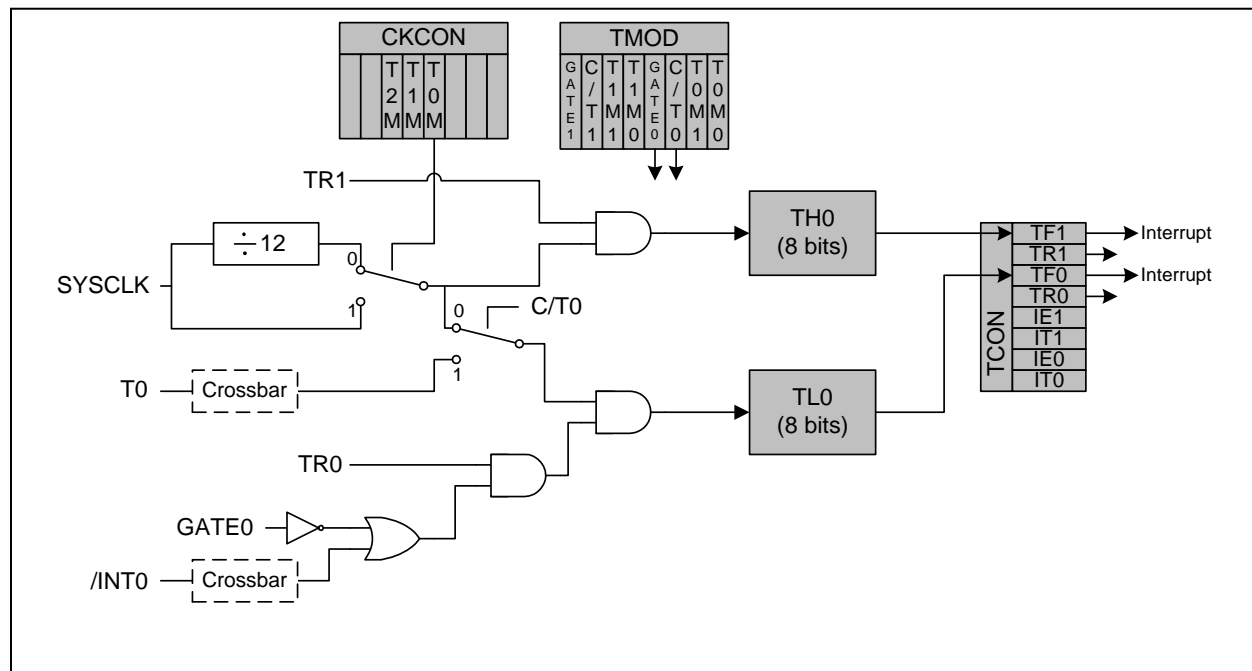 CKCON
T2M
T1M
T0M
TMOD
GATE1
C/T1
T1M1
T1M0
GATE0
C/T0
T0M1
T0M0
TR1
TH0
(8 bits)
÷12
0
SYSCLK
1
TF1
Interrupt
TR1
TF0
Interrupt
TR0
IE1
IT1
IE0
IT0
TCON
C/T0
0
1
T0
Crossbar
TL0
(8 bits)
TR0
GATE0
/INT0
Crossbar